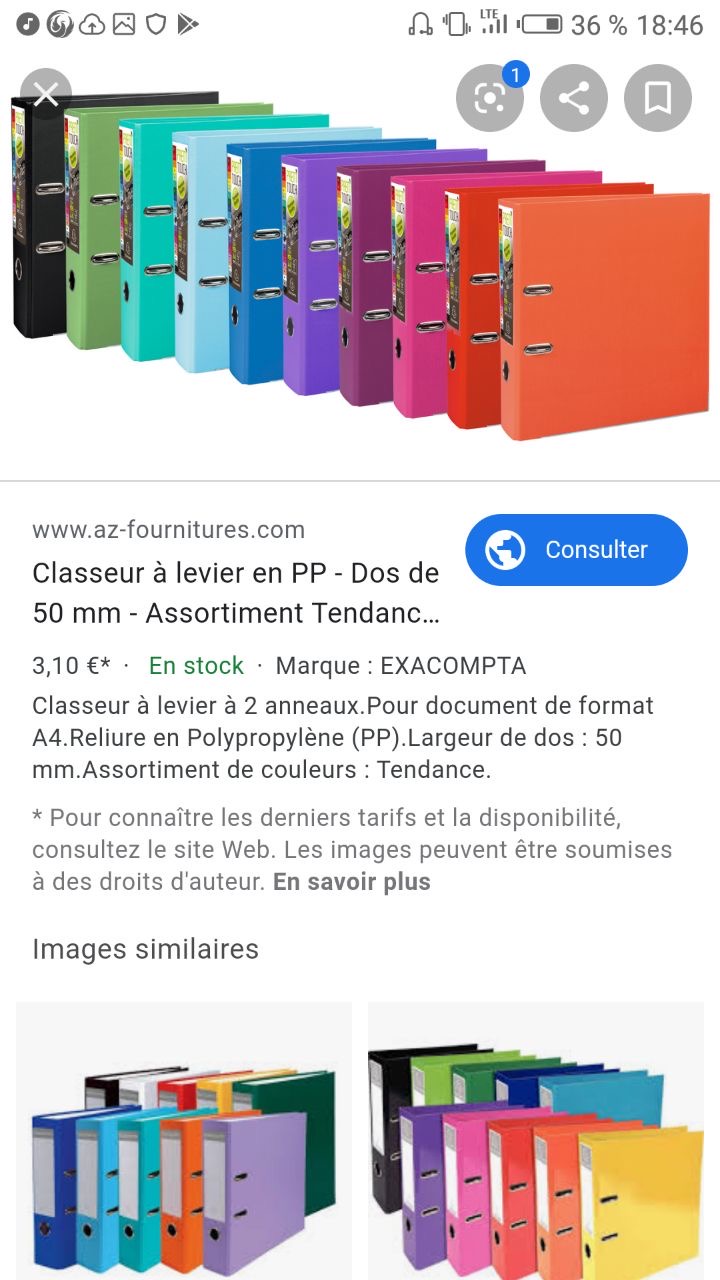 LTE
36 % 18:46
1
www.az-fournitures.com
Consulter
Classeur à levier en PP - Dos de
50 mm - Assortiment Tendanc...
3,10 €* · En stock · Marque : EXACOMPTA
Classeur à levier à 2 anneaux.Pour document de format
A4.Reliure en Polypropylène (PP).Largeur de dos : 50
mm.Assortiment de couleurs : Tendance.
* Pour connaître les derniers tarifs et la disponibilité,
consultez le site Web. Les images peuvent être soumises
à des droits d'auteur. En savoir plus
Images similaires